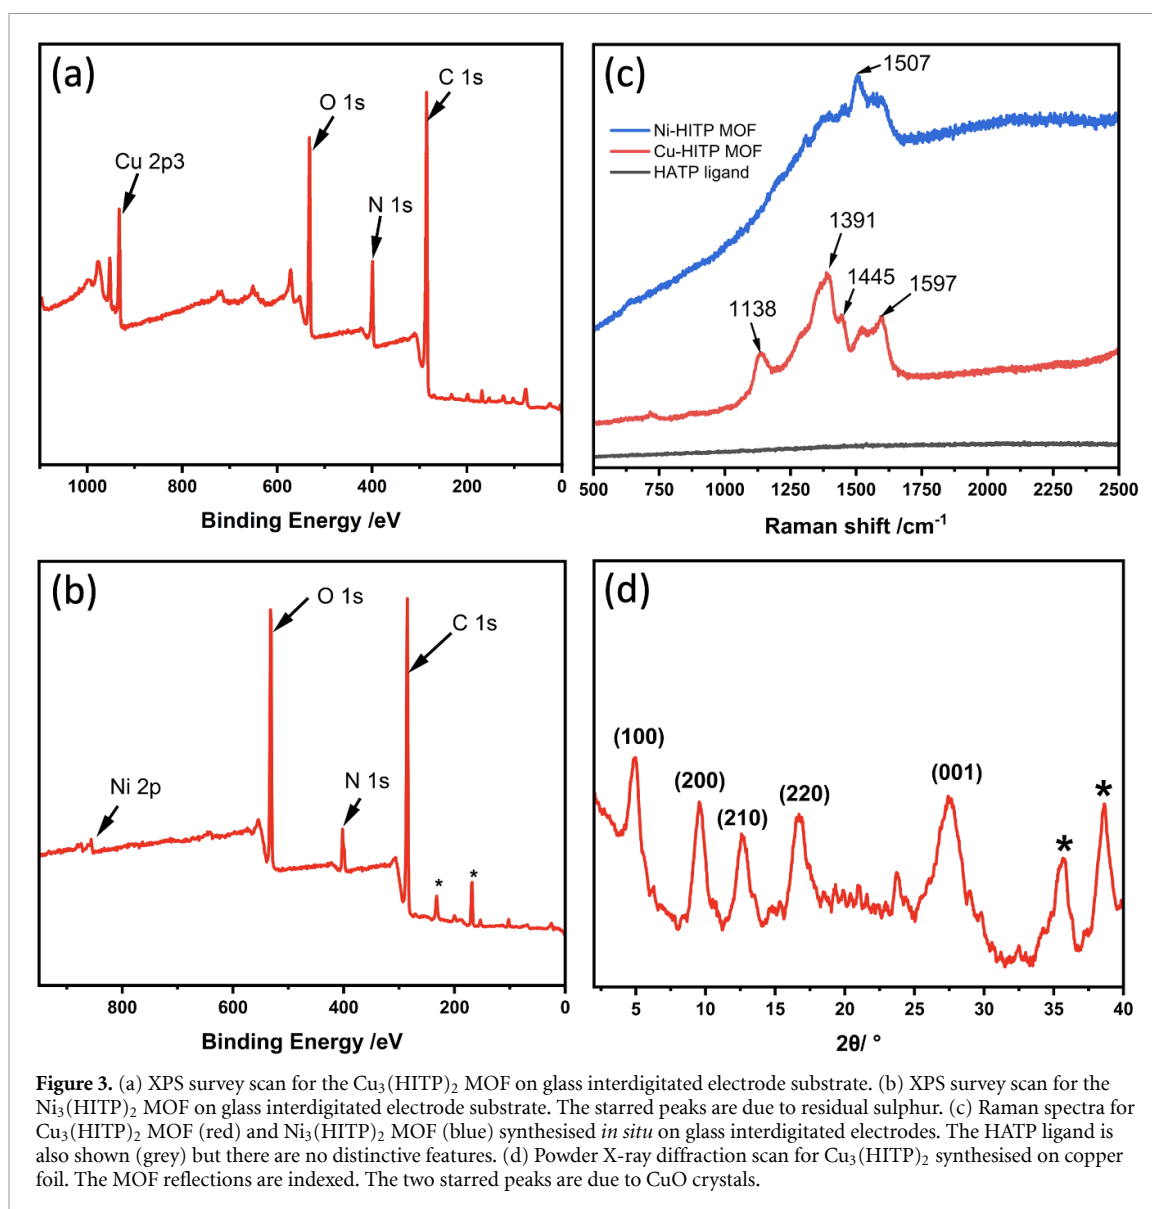 (a)
C 1s
O 1s
Cu 2p3
N 1s
1000 800 600 400 200 0
Binding Energy /eV
(c)
1507
Ni-HITP MOF
Cu-HITP MOF
HATP ligand
1391
1445
1597
1138
500 750 1000 1250 1500 1750 2000 2250 2500
Raman shift /cm⁻¹
(b)
O 1s
C 1s
Ni 2p
N 1s
* *
800 600 400 200 0
Binding Energy /eV
(d)
(100)
(200)
(210)
(220)
(001)
* *
5 10 15 20 25 30 35 40
2θ/ °
Figure 3. (a) XPS survey scan for the Cu₃(HITP)₂ MOF on glass interdigitated electrode substrate. (b) XPS survey scan for the
Ni₃(HITP)₂ MOF on glass interdigitated electrode substrate. The starred peaks are due to residual sulphur. (c) Raman spectra for
Cu₃(HITP)₂ MOF (red) and Ni₃(HITP)₂ MOF (blue) synthesised in situ on glass interdigitated electrodes. The HATP ligand is
also shown (grey) but there are no distinctive features. (d) Powder X-ray diffraction scan for Cu₃(HITP)₂ synthesised on copper
foil. The MOF reflections are indexed. The two starred peaks are due to CuO crystals.